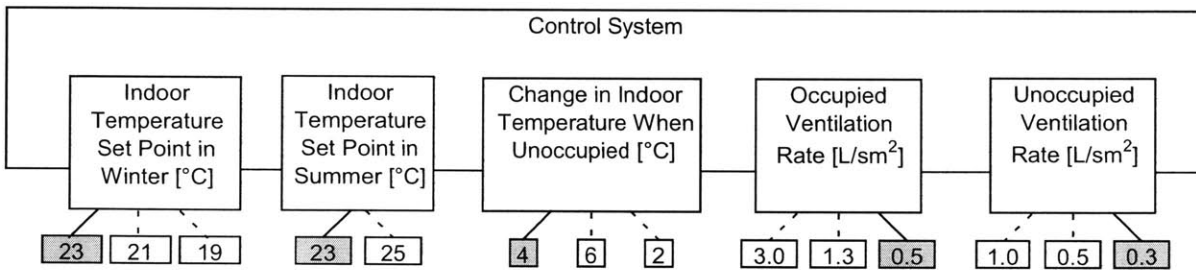 Control System
Indoor
Temperature
Set Point in
Winter [°C]
Indoor
Temperature
Set Point in
Summer [°C]
Change in Indoor
Temperature When
Unoccupied [°C]
Occupied
Ventilation
Rate [L/sm²]
Unoccupied
Ventilation
Rate [L/sm²]
23 21 19
23 25
4 6 2
3.0 1.3 0.5
1.0 0.5 0.3